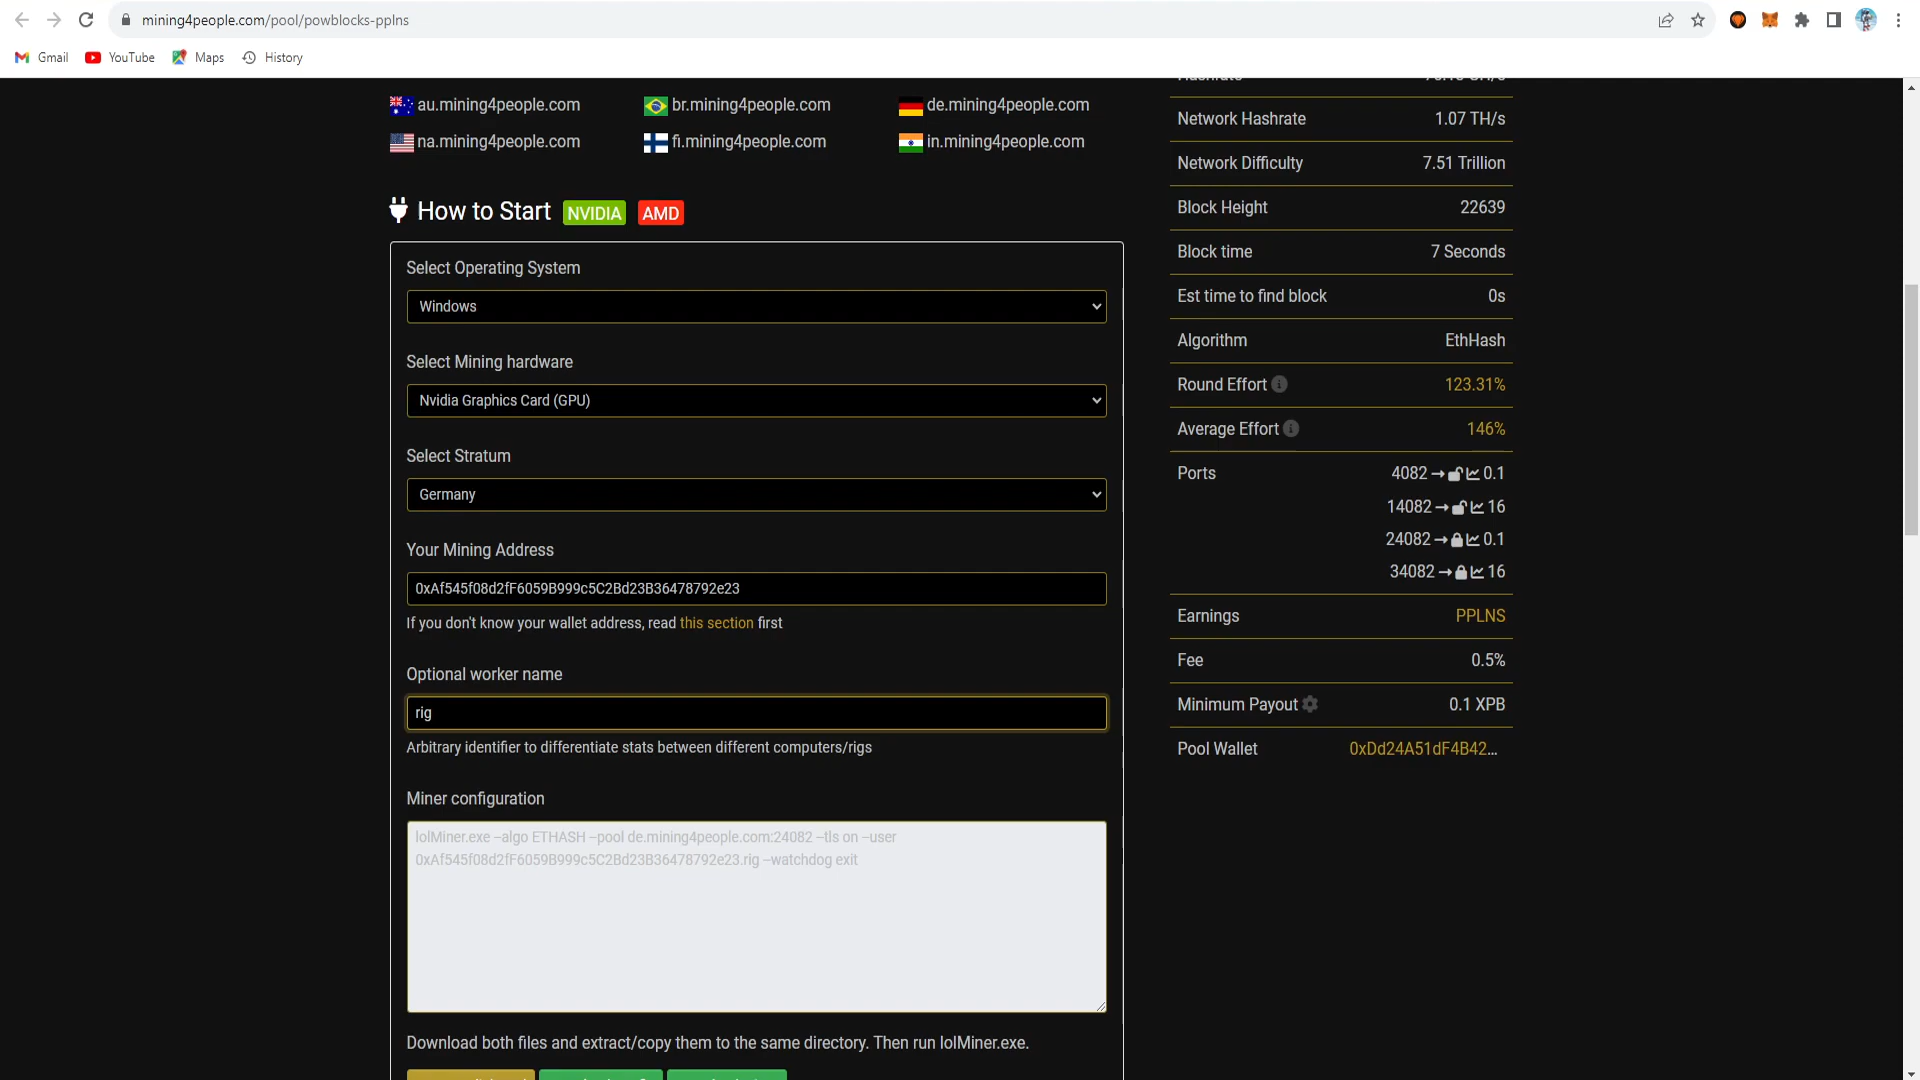 mining4people.com/pool/powblocks-pplns
Gmail
YouTube
Maps
History
au.mining4people.com
br.mining4people.com
de.mining4people.com
na.mining4people.com
fi.mining4people.com
in.mining4people.com
How to Start NVIDIA AMD
Select Operating System
Windows
Select Mining hardware
Nvidia Graphics Card (GPU)
Select Stratum
Germany
Your Mining Address
0xAf545f08d2fF6059B999c5C2Bd23B36478792e23
If you don't know your wallet address, read this section first
Optional worker name
rig
Arbitrary identifier to differentiate stats between different computers/rigs
Miner configuration
lolMiner.exe --algo ETHASH --pool de.mining4people.com:24082 --tls on --user
0xAf545f08d2fF6059B999c5C2Bd23B36478792e23.rig --watchdog exit
Download both files and extract/copy them to the same directory. Then run lolMiner.exe.
Network Hashrate 1.07 TH/s
Network Difficulty 7.51 Trillion
Block Height 22639
Block time 7 Seconds
Est time to find block 0s
Algorithm EthHash
Round Effort 123.31%
Average Effort 146%
Ports 4082 → 0.1
14082 → 16
24082 → 0.1
34082 → 16
Earnings PPLNS
Fee 0.5%
Minimum Payout 0.1 XPB
Pool Wallet 0xDd24A51dF4B42...